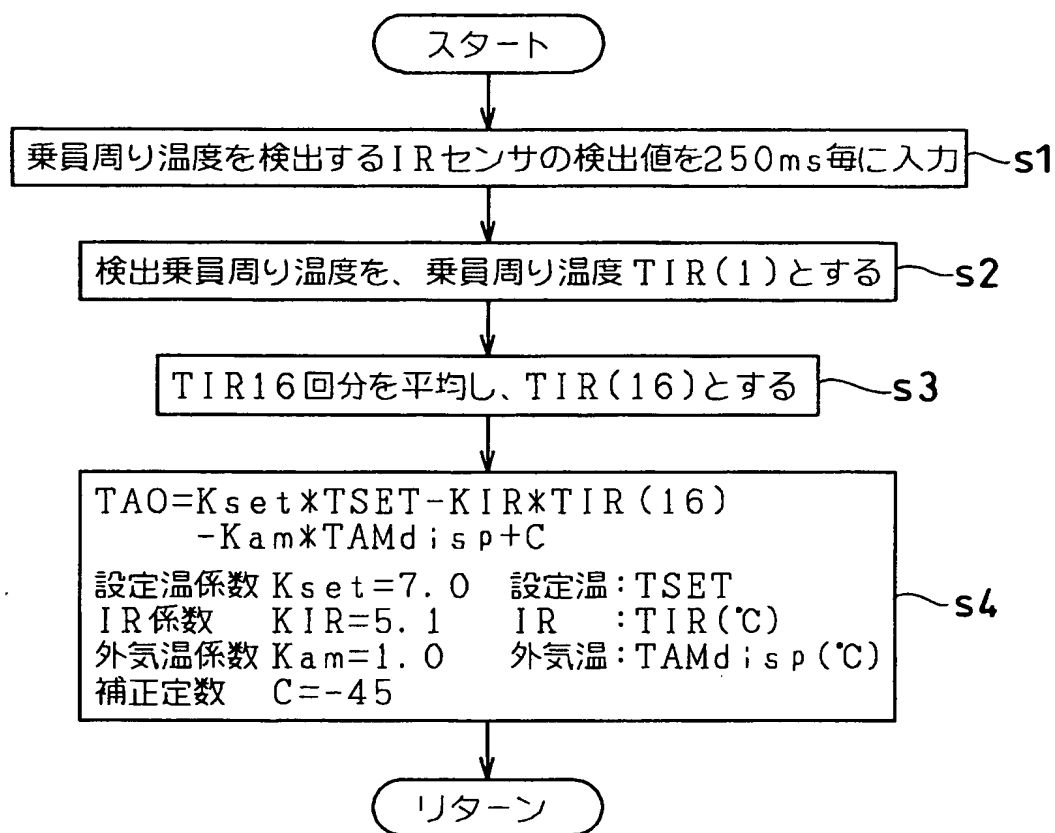 スタート
乗員周り温度を検出するIRセンサの検出値を250ms毎に入力
s1
検出乗員周り温度を、乗員周り温度TIR(1)とする
s2
TIR16回分を平均し、TIR(16)とする
s3
TAO=Kset*TSET-KIR*TIR(16)
-Kam*TAMdisp+C
設定温係数 Kset=7.0 設定温:TSET
IR係数 KIR=5.1 IR :TIR(℃)
外気温係数 Kam=1.0 外気温:TAMdisp(℃)
補正定数 C=-45
s4
リターン